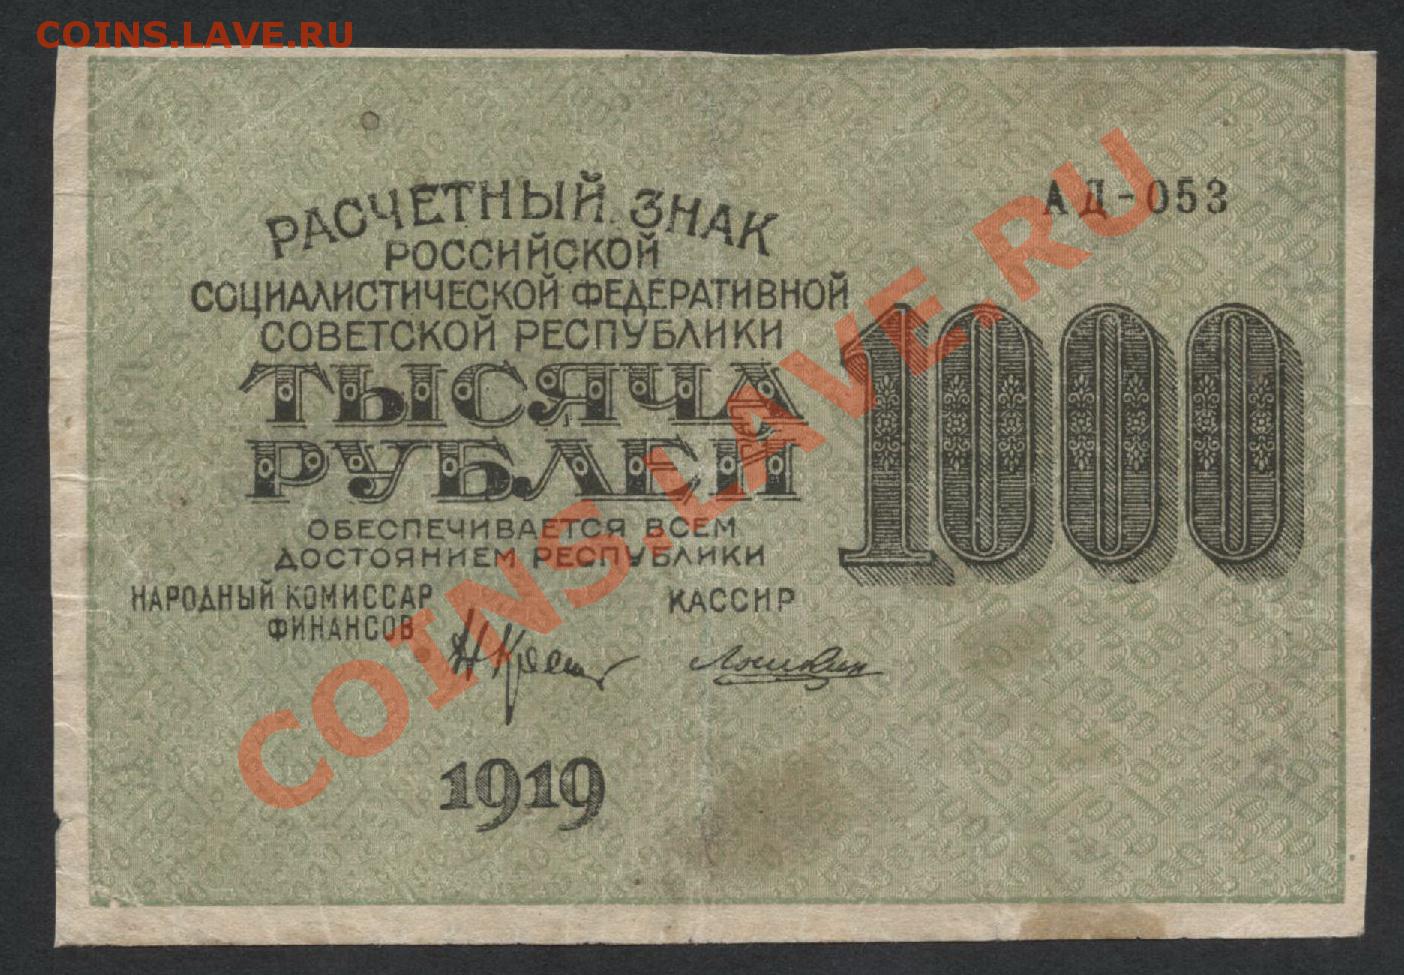 COINS.LAVE.RU
АД-053
РАСЧЕТНЫЙ ЗНАК
РОССИЙСКОЙ
СОЦИАЛИСТИЧЕСКОЙ ФЕДЕРАТИВНОЙ
СОВЕТСКОЙ РЕСПУБЛИКИ
ТЫСЯЧА
РУБЛЕЙ
1000
ОБЕСПЕЧИВАЕТСЯ ВСЕМ
ДОСТОЯНИЕМ РЕСПУБЛИКИ
НАРОДНЫЙ КОМИССАР
ФИНАНСОВ
КАССИР
1919
COINS.LAVE.RU